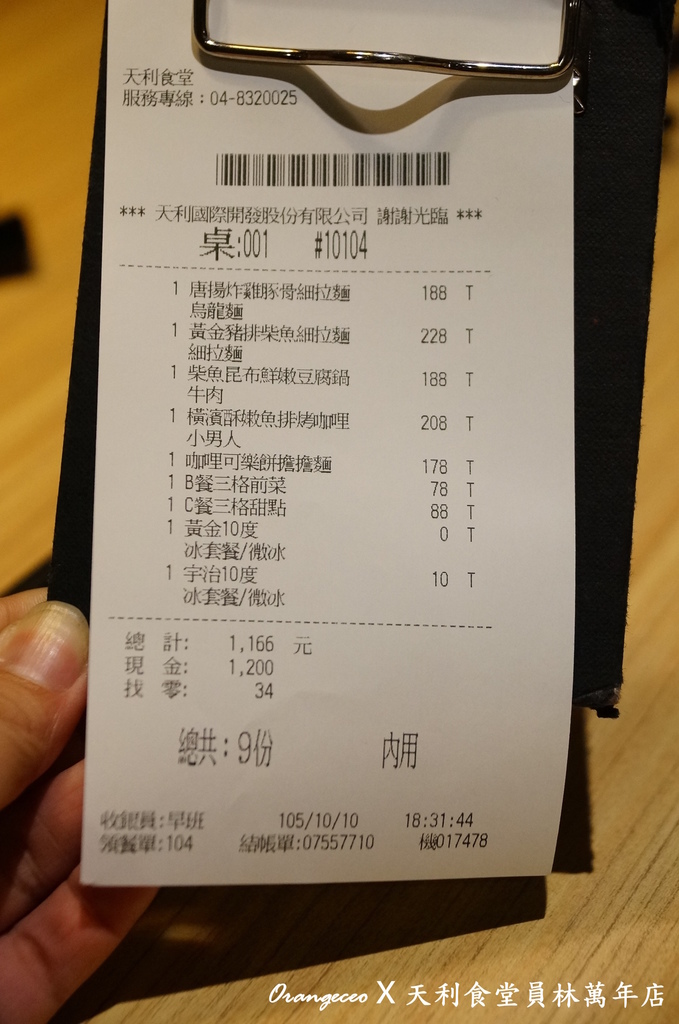 天利食堂
服務專線：04-8320025
*** 天利國際開發股份有限公司 謝謝光臨 ***
桌:001 #10104
1 唐揚炸雞豚骨細拉麵 188 T
烏龍麵
1 黃金豬排柴魚細拉麵 228 T
細拉麵
1 柴魚昆布鮮嫩豆腐鍋 188 T
牛肉
1 橫濱酥嫩魚排烤咖哩 208 T
小男人
1 咖哩可樂餅擔擔麵 178 T
1 B餐三格前菜 78 T
1 C餐三格甜點 88 T
1 黃金10度 0 T
冰套餐/微冰
1 宇治10度 10 T
冰套餐/微冰
總 計: 1,166 元
現 金: 1,200
找 零: 34
總共：9份 內用
收銀員:早班 105/10/10 18:31:44
領餐單:104 結帳單:07557710 機017478
Orangeceo X 天利食堂員林萬年店